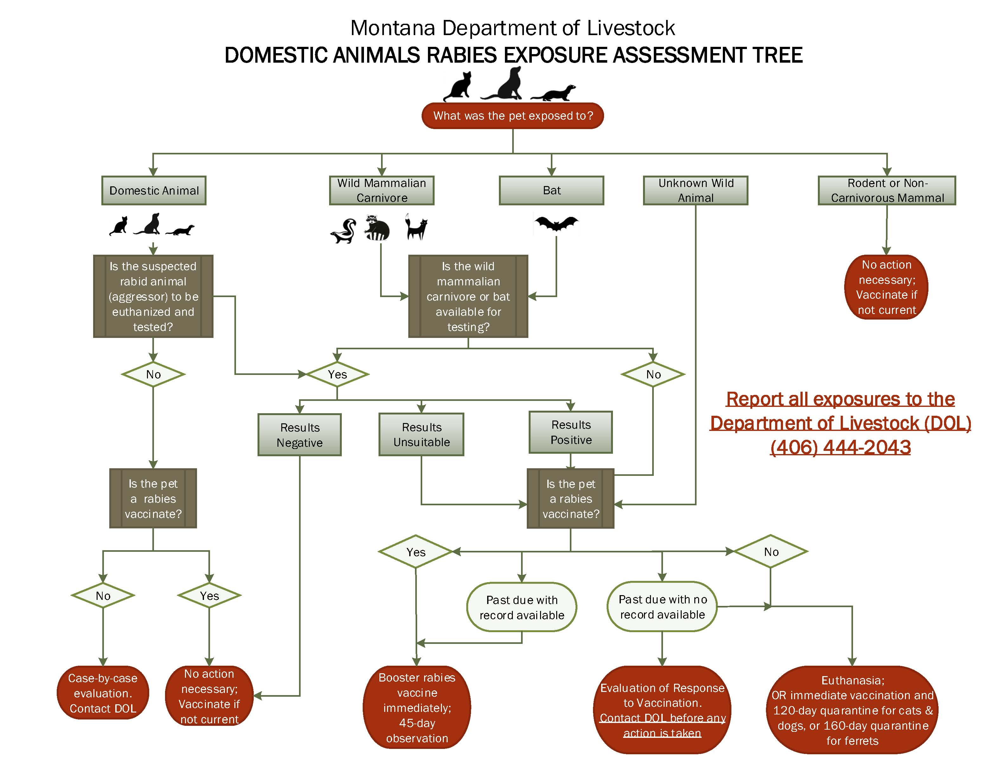 Montana Department of Livestock
DOMESTIC ANIMALS RABIES EXPOSURE ASSESSMENT TREE
What was the pet exposed to?
Domestic Animal
Wild Mammalian
Carnivore
Bat
Unknown Wild
Animal
Rodent or Non-
Carnivorous Mammal
Is the suspected
rabid animal
(aggressor) to be
euthanized and
tested?
Is the wild
mammalian
carnivore or bat
available for
testing?
No action
necessary;
Vaccinate if
not current
No
Yes
No
Report all exposures to the
Department of Livestock (DOL)
(406) 444-2043
Results
Negative
Results
Unsuitable
Results
Positive
Is the pet
a rabies
vaccinate?
Is the pet
a rabies
vaccinate?
Yes
No
No
Yes
Past due with
record available
Past due with no
record available
Case-by-case
evaluation.
Contact DOL
No action
necessary;
Vaccinate if
not current
Booster rabies
vaccine
immediately;
45-day
observation
Evaluation of Response
to Vaccination.
Contact DOL before any
action is taken
Euthanasia;
OR immediate vaccination and
120-day quarantine for cats &
dogs, or 160-day quarantine
for ferrets